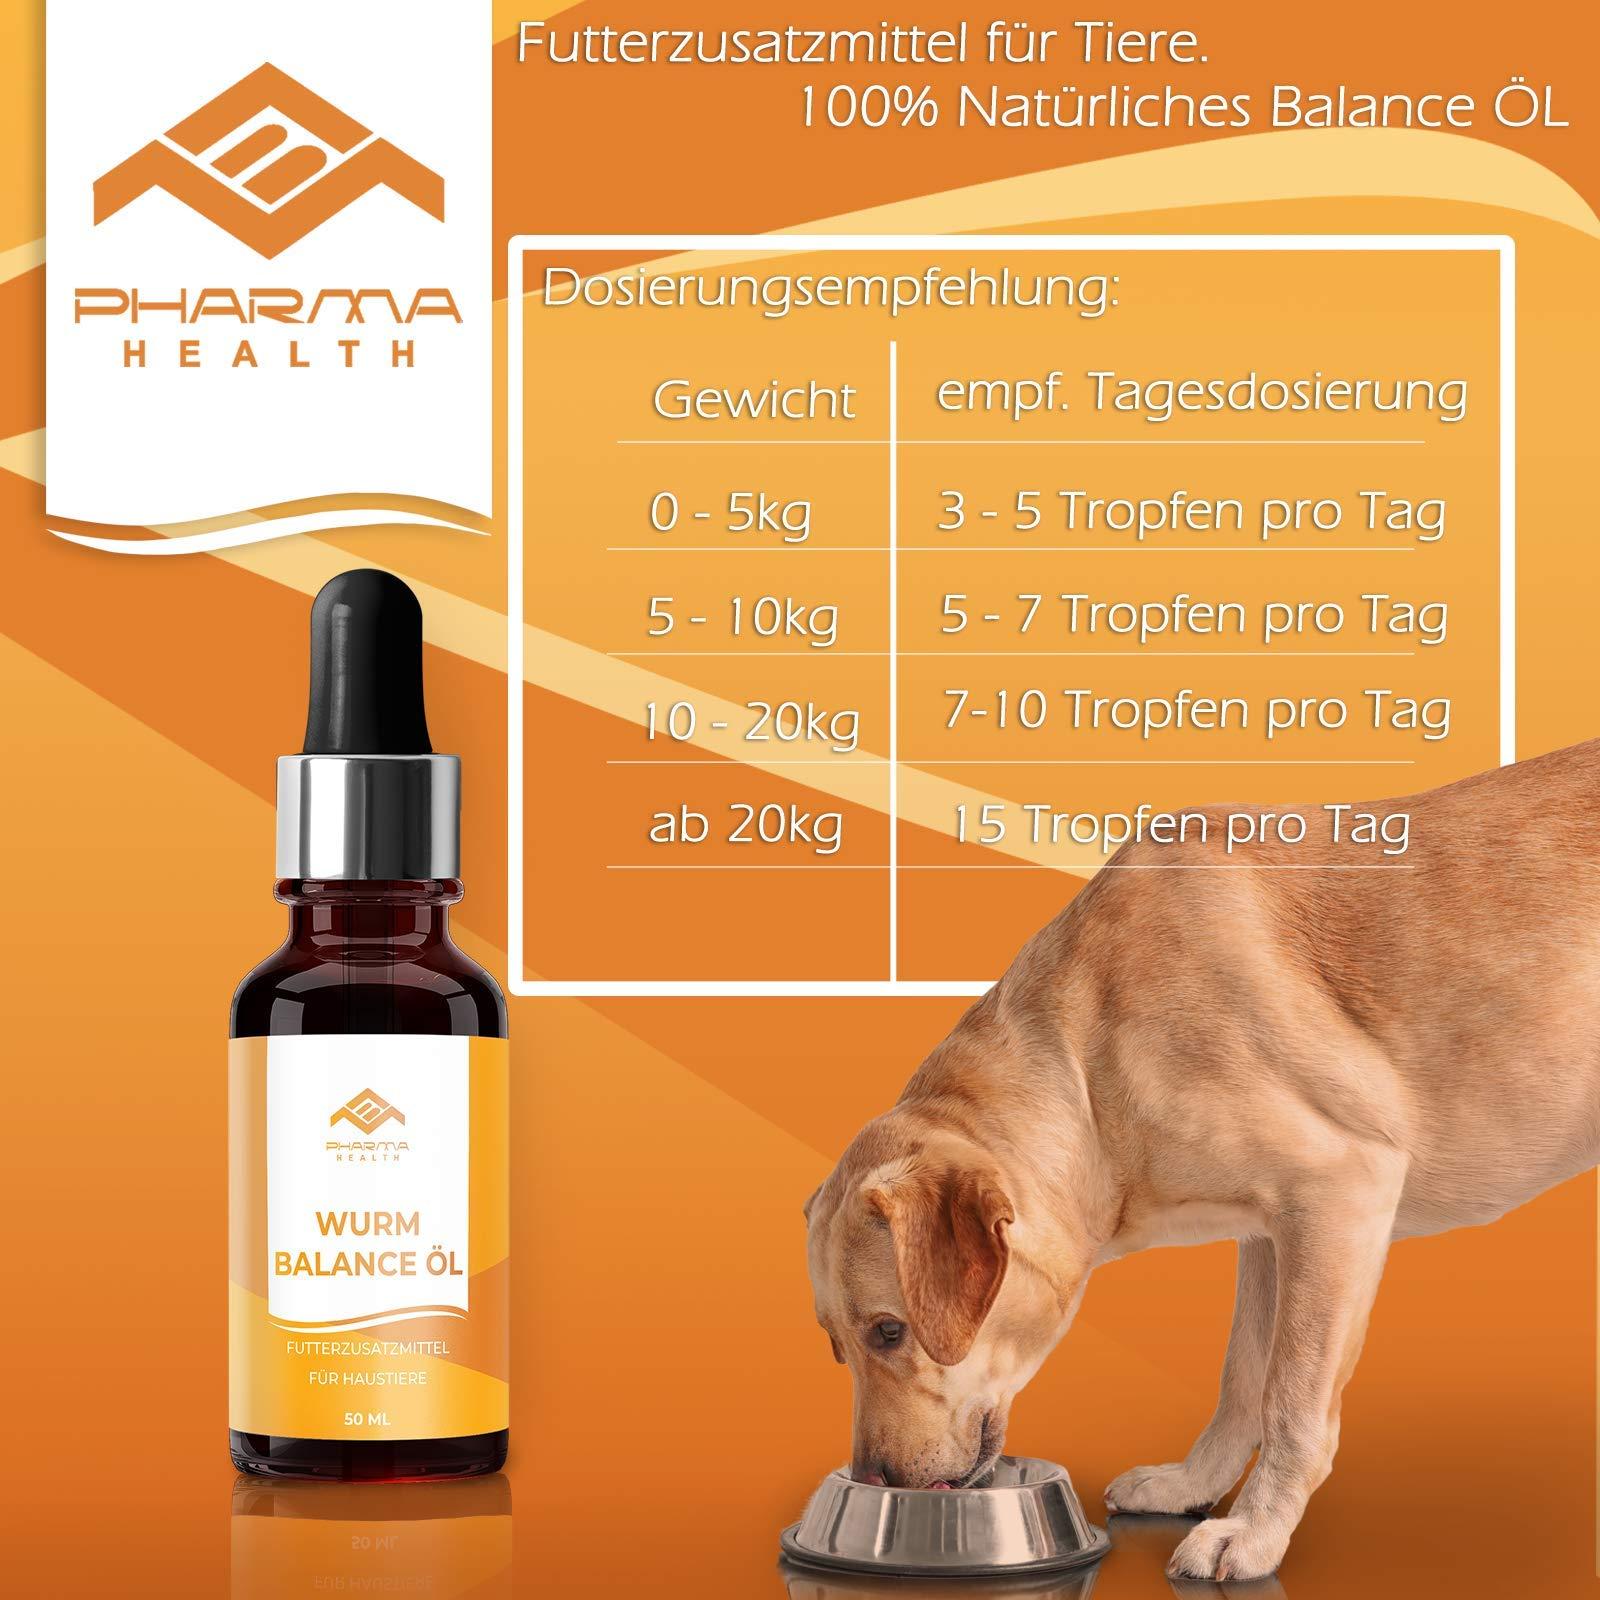 Futterzusatzmittel für Tiere.
100% Natürliches Balance ÖL
PHARMA
HEALTH
Dosierungsempfehlung:
Gewicht empf. Tagesdosierung
0 - 5kg 3 - 5 Tropfen pro Tag
5 - 10kg 5 - 7 Tropfen pro Tag
10 - 20kg 7-10 Tropfen pro Tag
ab 20kg 15 Tropfen pro Tag
PHARMA
HEALTH
WURM
BALANCE ÖL
FUTTERZUSATZMITTEL
FÜR HAUSTIERE
50 ML